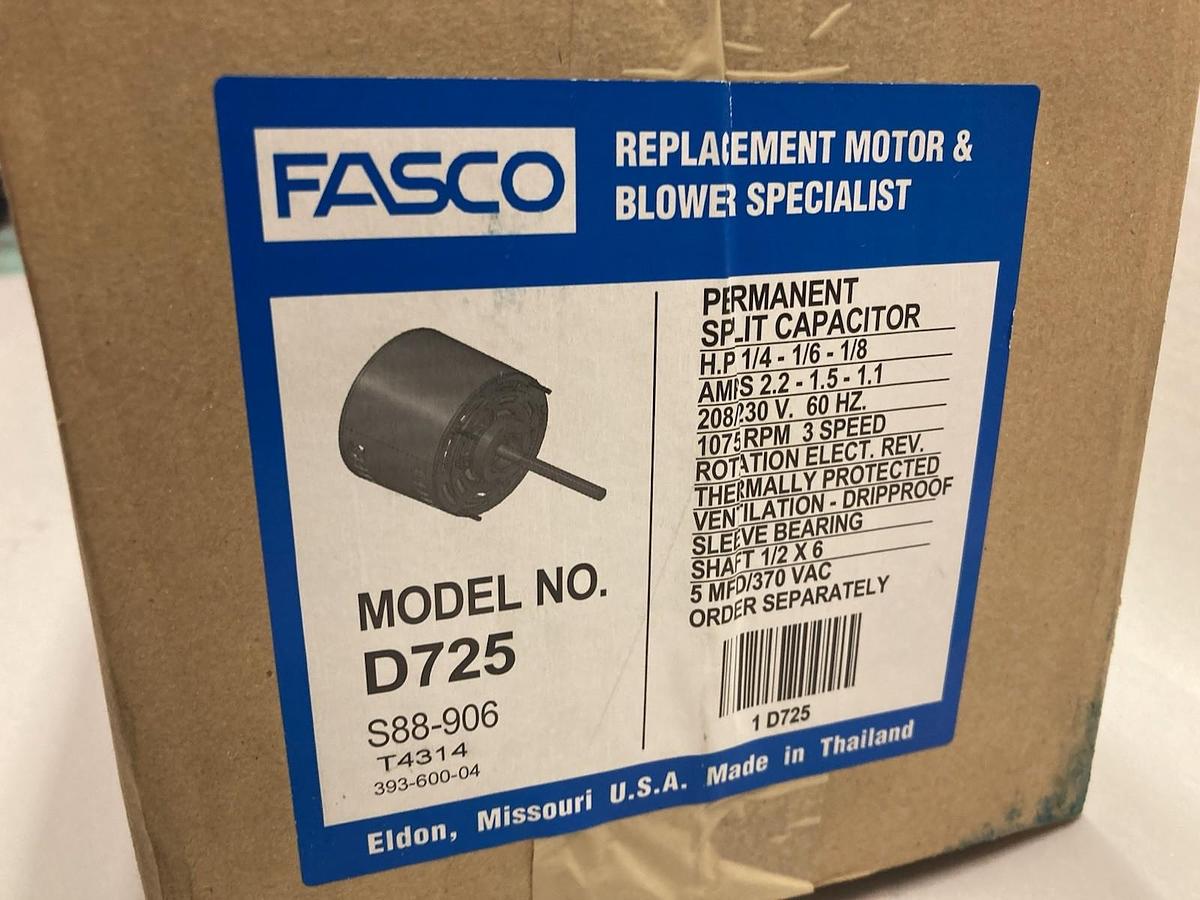 FASCO
REPLACEMENT MOTOR &
BLOWER SPECIALIST
PERMANENT
SPLIT CAPACITOR
H.P 1/4 - 1/6 - 1/8
AMPS 2.2 - 1.5 - 1.1
208/230 V. 60 HZ.
1075 RPM 3 SPEED
ROTATION ELECT. REV.
THERMALLY PROTECTED
VENTILATION - DRIPPROOF
SLEEVE BEARING
SHAFT 1/2 X 6
5 MFD/370 VAC
ORDER SEPARATELY
1 D725
MODEL NO.
D725
S88-906
T4314
393-600-04
Eldon, Missouri U.S.A. Made in Thailand